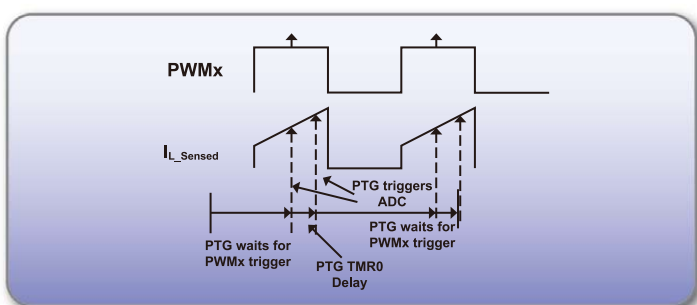 PWMx
IL_Sensed
PTG triggers
ADC
PTG waits for
PWMx trigger
PTG waits for
PWMx trigger
PTG TMR0
Delay